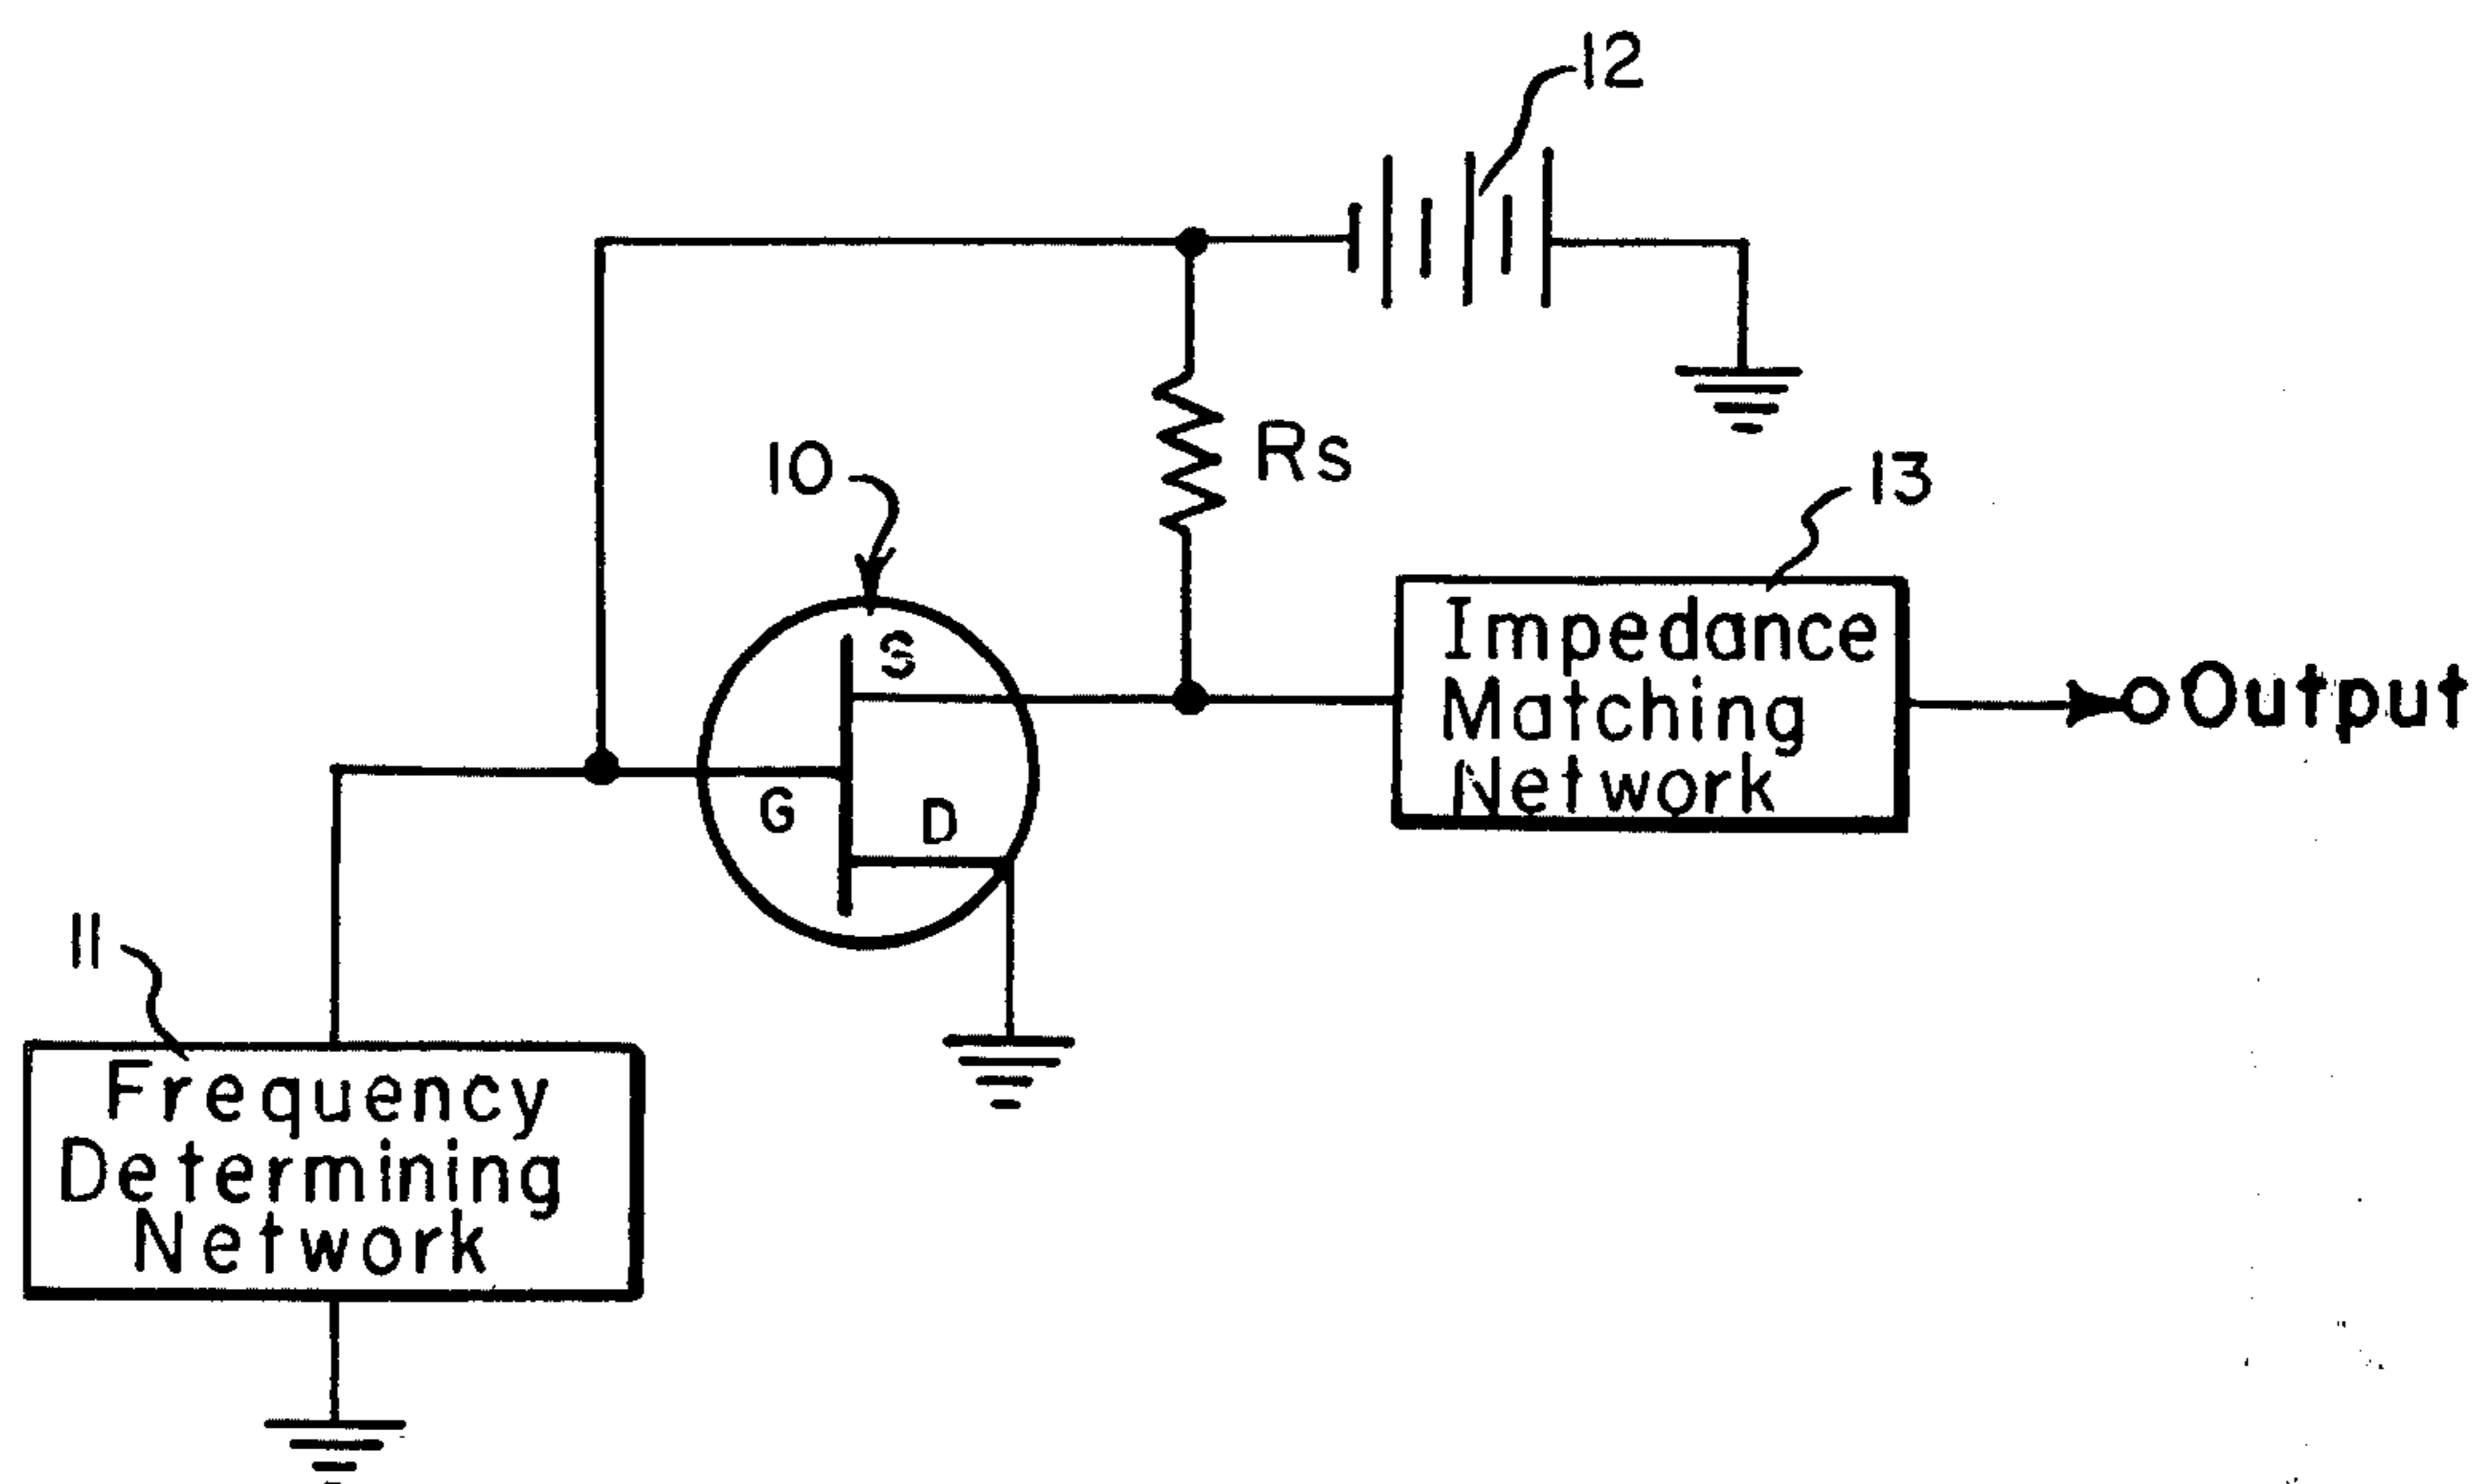 12
10
Rs
13
S
Impedance
Matching
Network
Output
G
D
11
Frequency
Determining
Network